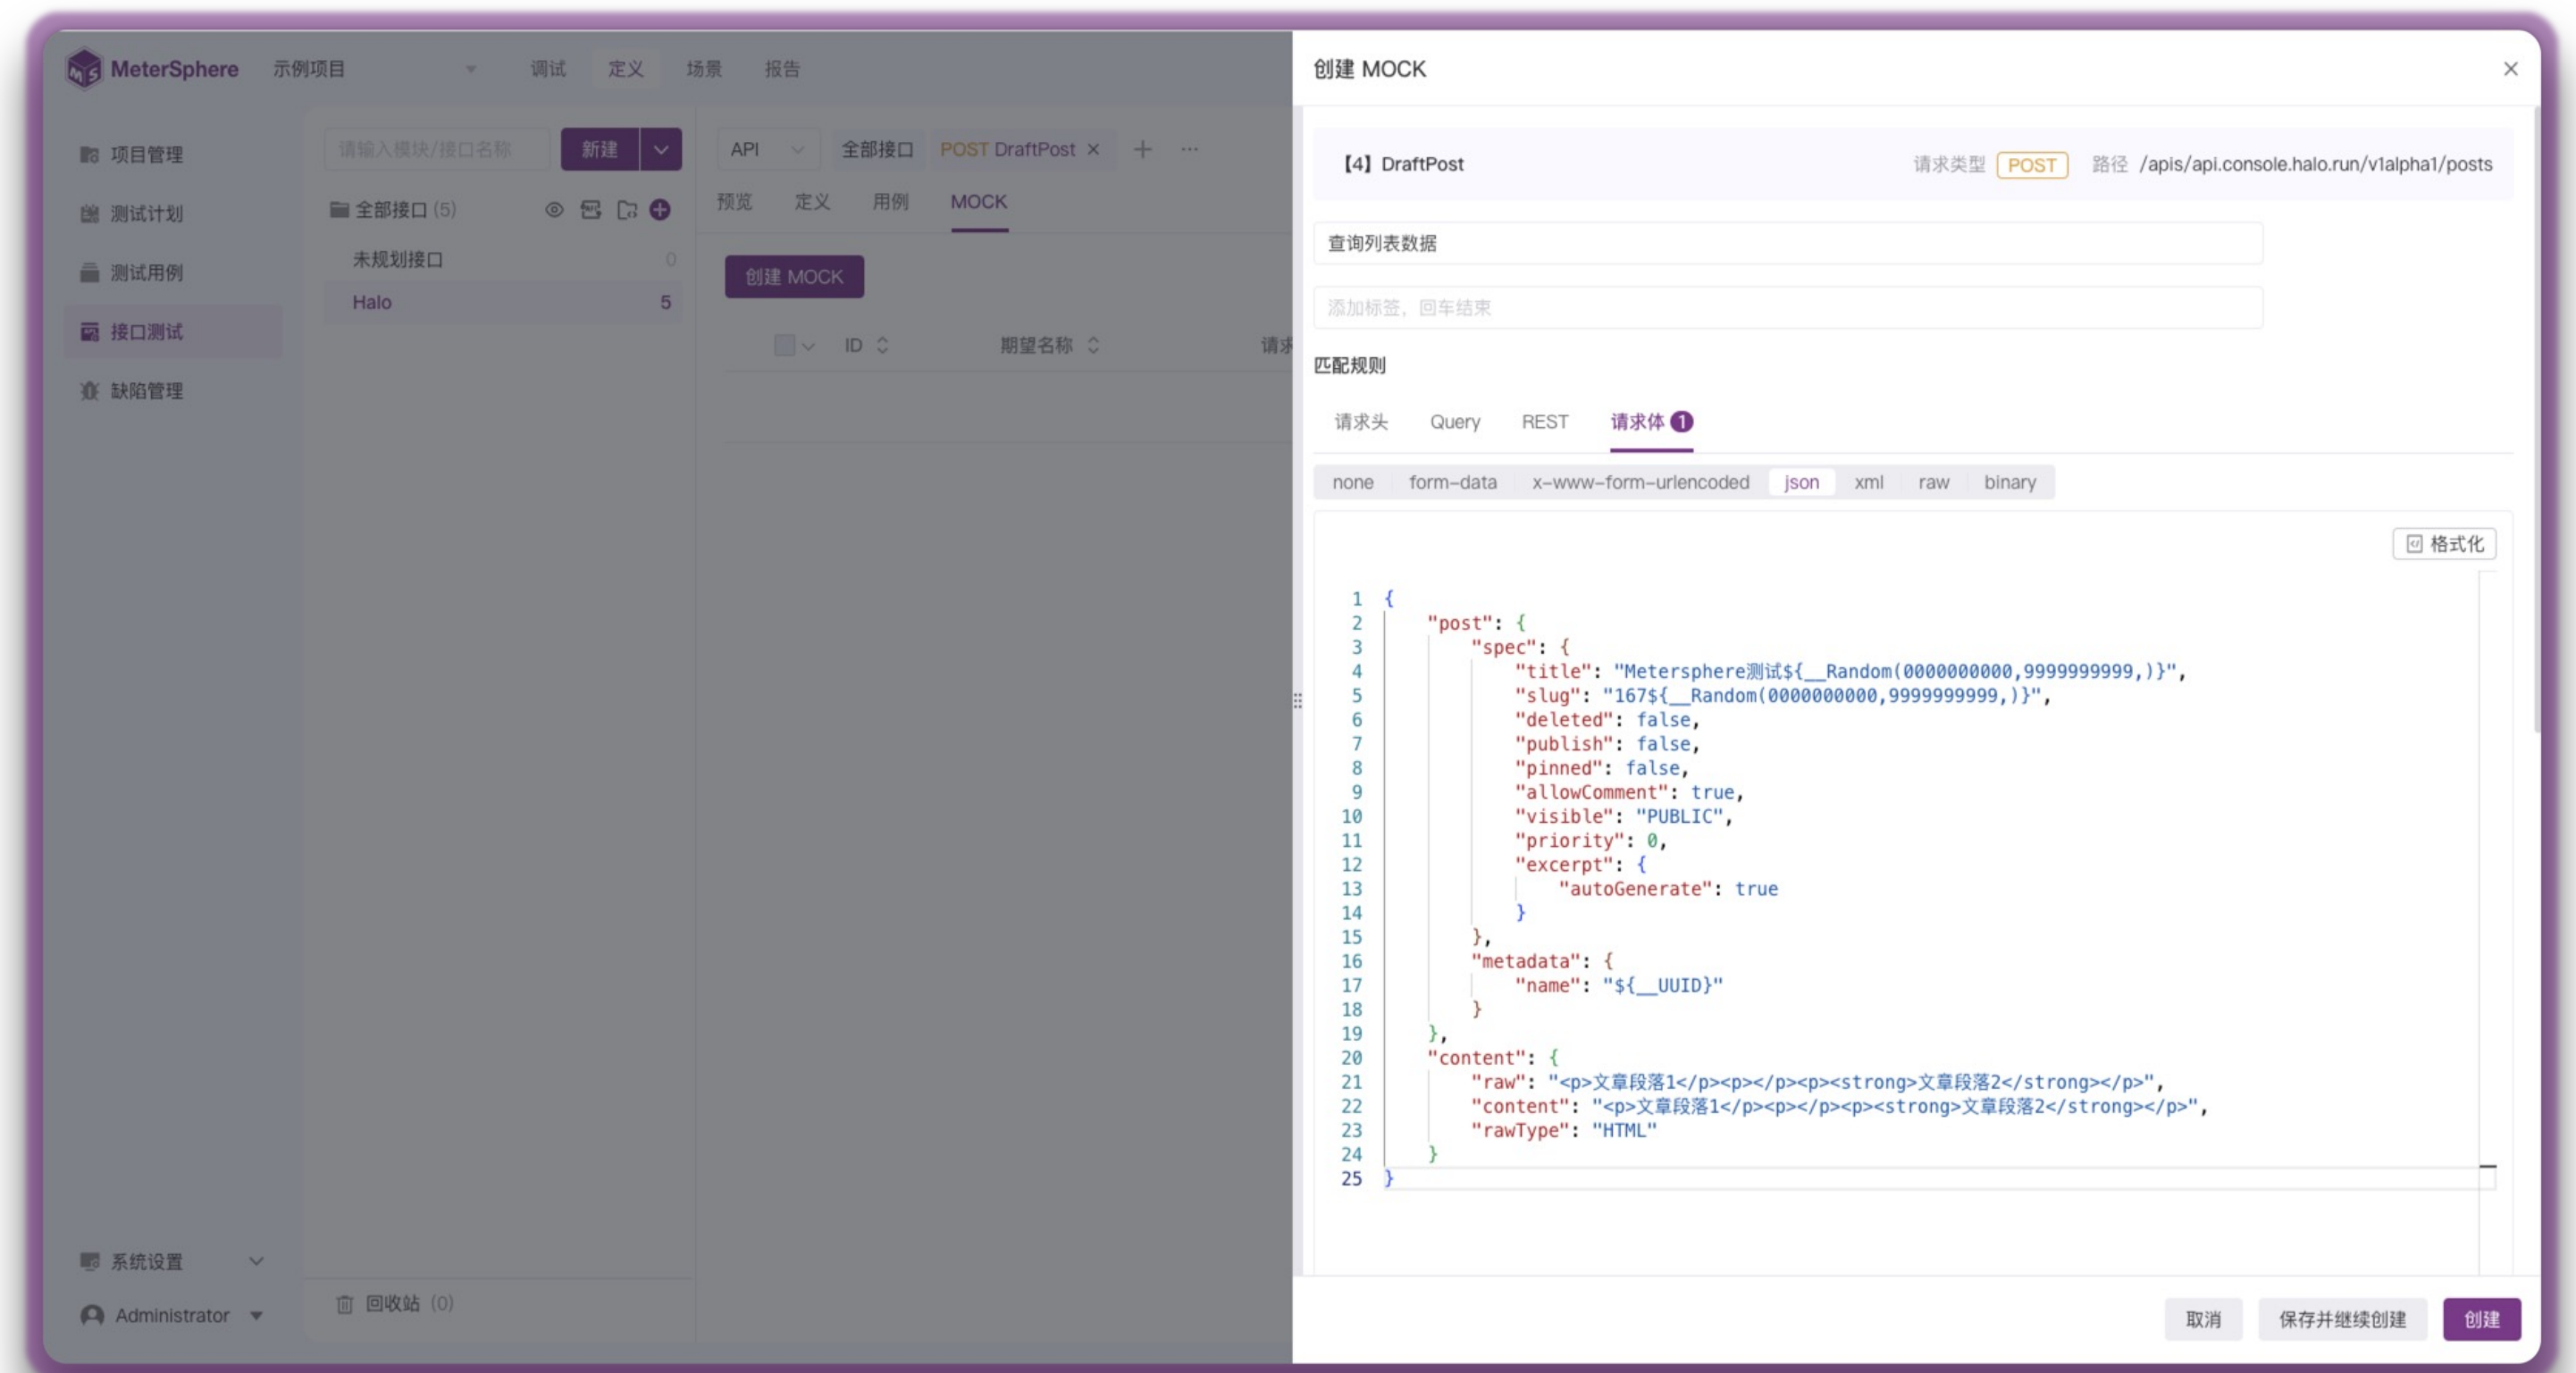 MeterSphere 示例项目 调试 定义 场景 报告
项目管理
测试计划
测试用例
接口测试
缺陷管理
系统设置
Administrator
请输入模块/接口名称 新建
全部接口 (5)
未规划接口 0
Halo 5
回收站 (0)
API 全部接口 POST DraftPost
预览 定义 用例 MOCK
创建 MOCK
ID 期望名称 请求
创建 MOCK
【4】DraftPost 请求类型 POST 路径 /apis/api.console.halo.run/v1alpha1/posts
查询列表数据
添加标签，回车结束
匹配规则
请求头 Query REST 请求体 1
none form-data x-www-form-urlencoded json xml raw binary
格式化
1 {
2 "post": {
3 "spec": {
4 "title": "Metersphere测试${__Random(0000000000,9999999999,)}",
5 "slug": "167${__Random(0000000000,9999999999,)}",
6 "deleted": false,
7 "publish": false,
8 "pinned": false,
9 "allowComment": true,
10 "visible": "PUBLIC",
11 "priority": 0,
12 "excerpt": {
13 "autoGenerate": true
14 }
15 },
16 "metadata": {
17 "name": "${__UUID}"
18 }
19 },
20 "content": {
21 "raw": "<p>文章段落1</p><p></p><p><strong>文章段落2</strong></p>",
22 "content": "<p>文章段落1</p><p></p><p><strong>文章段落2</strong></p>",
23 "rawType": "HTML"
24 }
25 }
取消 保存并继续创建 创建